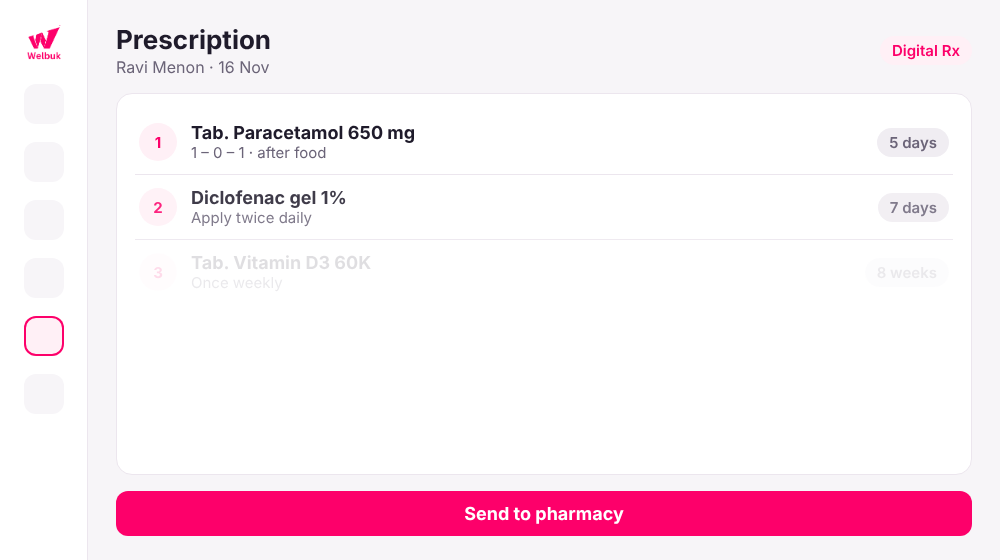 Welbuk
Prescription
Ravi Menon · 16 Nov
Digital Rx
1
Tab. Paracetamol 650 mg
1 – 0 – 1 · after food
5 days
2
Diclofenac gel 1%
Apply twice daily
7 days
3
Tab. Vitamin D3 60K
Once weekly
8 weeks
Send to pharmacy